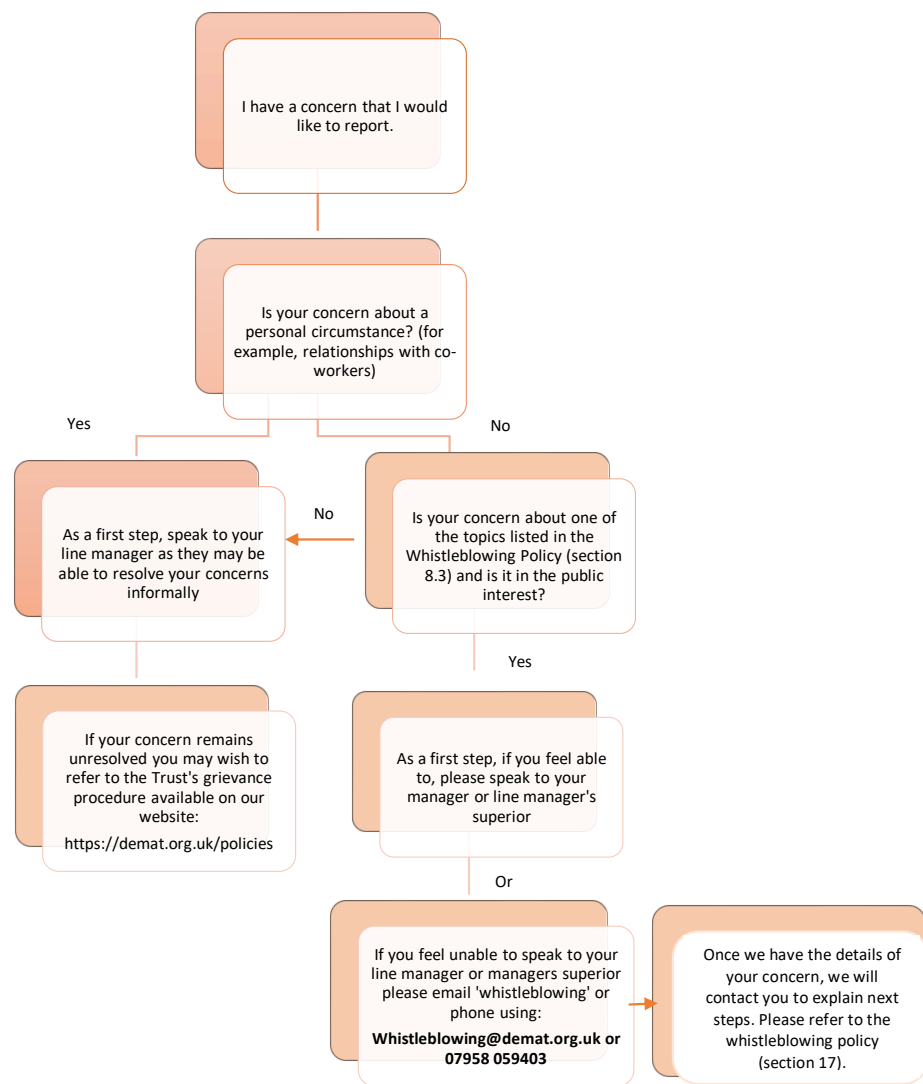 I have a concern that I would
like to report.
Is your concern about a
personal circumstance? (for
example, relationships with co-
workers)
Yes
No
As a first step, speak to your
line manager as they may be
able to resolve your concerns
informally
No
Is your concern about one of
the topics listed in the
Whistleblowing Policy (section
8.3) and is it in the public
interest?
Yes
If your concern remains
unresolved you may wish to
refer to the Trust's grievance
procedure available on our
website:
https://demat.org.uk/policies
As a first step, if you feel able
to, please speak to your
manager or line manager's
superior
Or
If you feel unable to speak to your
line manager or managers superior
please email 'whistleblowing' or
phone using:
Whistleblowing@demat.org.uk or
07958 059403
Once we have the details of
your concern, we will
contact you to explain next
steps. Please refer to the
whistleblowing policy
(section 17).